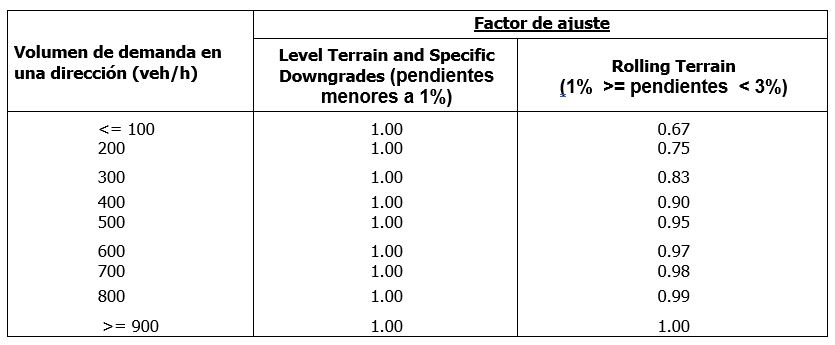 Factor de ajuste
Volumen de demanda en
una dirección (veh/h)
Level Terrain and Specific
Downgrades (pendientes
menores a 1%)
Rolling Terrain
(1% >= pendientes < 3%)
<= 100 1.00 0.67
200 1.00 0.75
300 1.00 0.83
400 1.00 0.90
500 1.00 0.95
600 1.00 0.97
700 1.00 0.98
800 1.00 0.99
>= 900 1.00 1.00